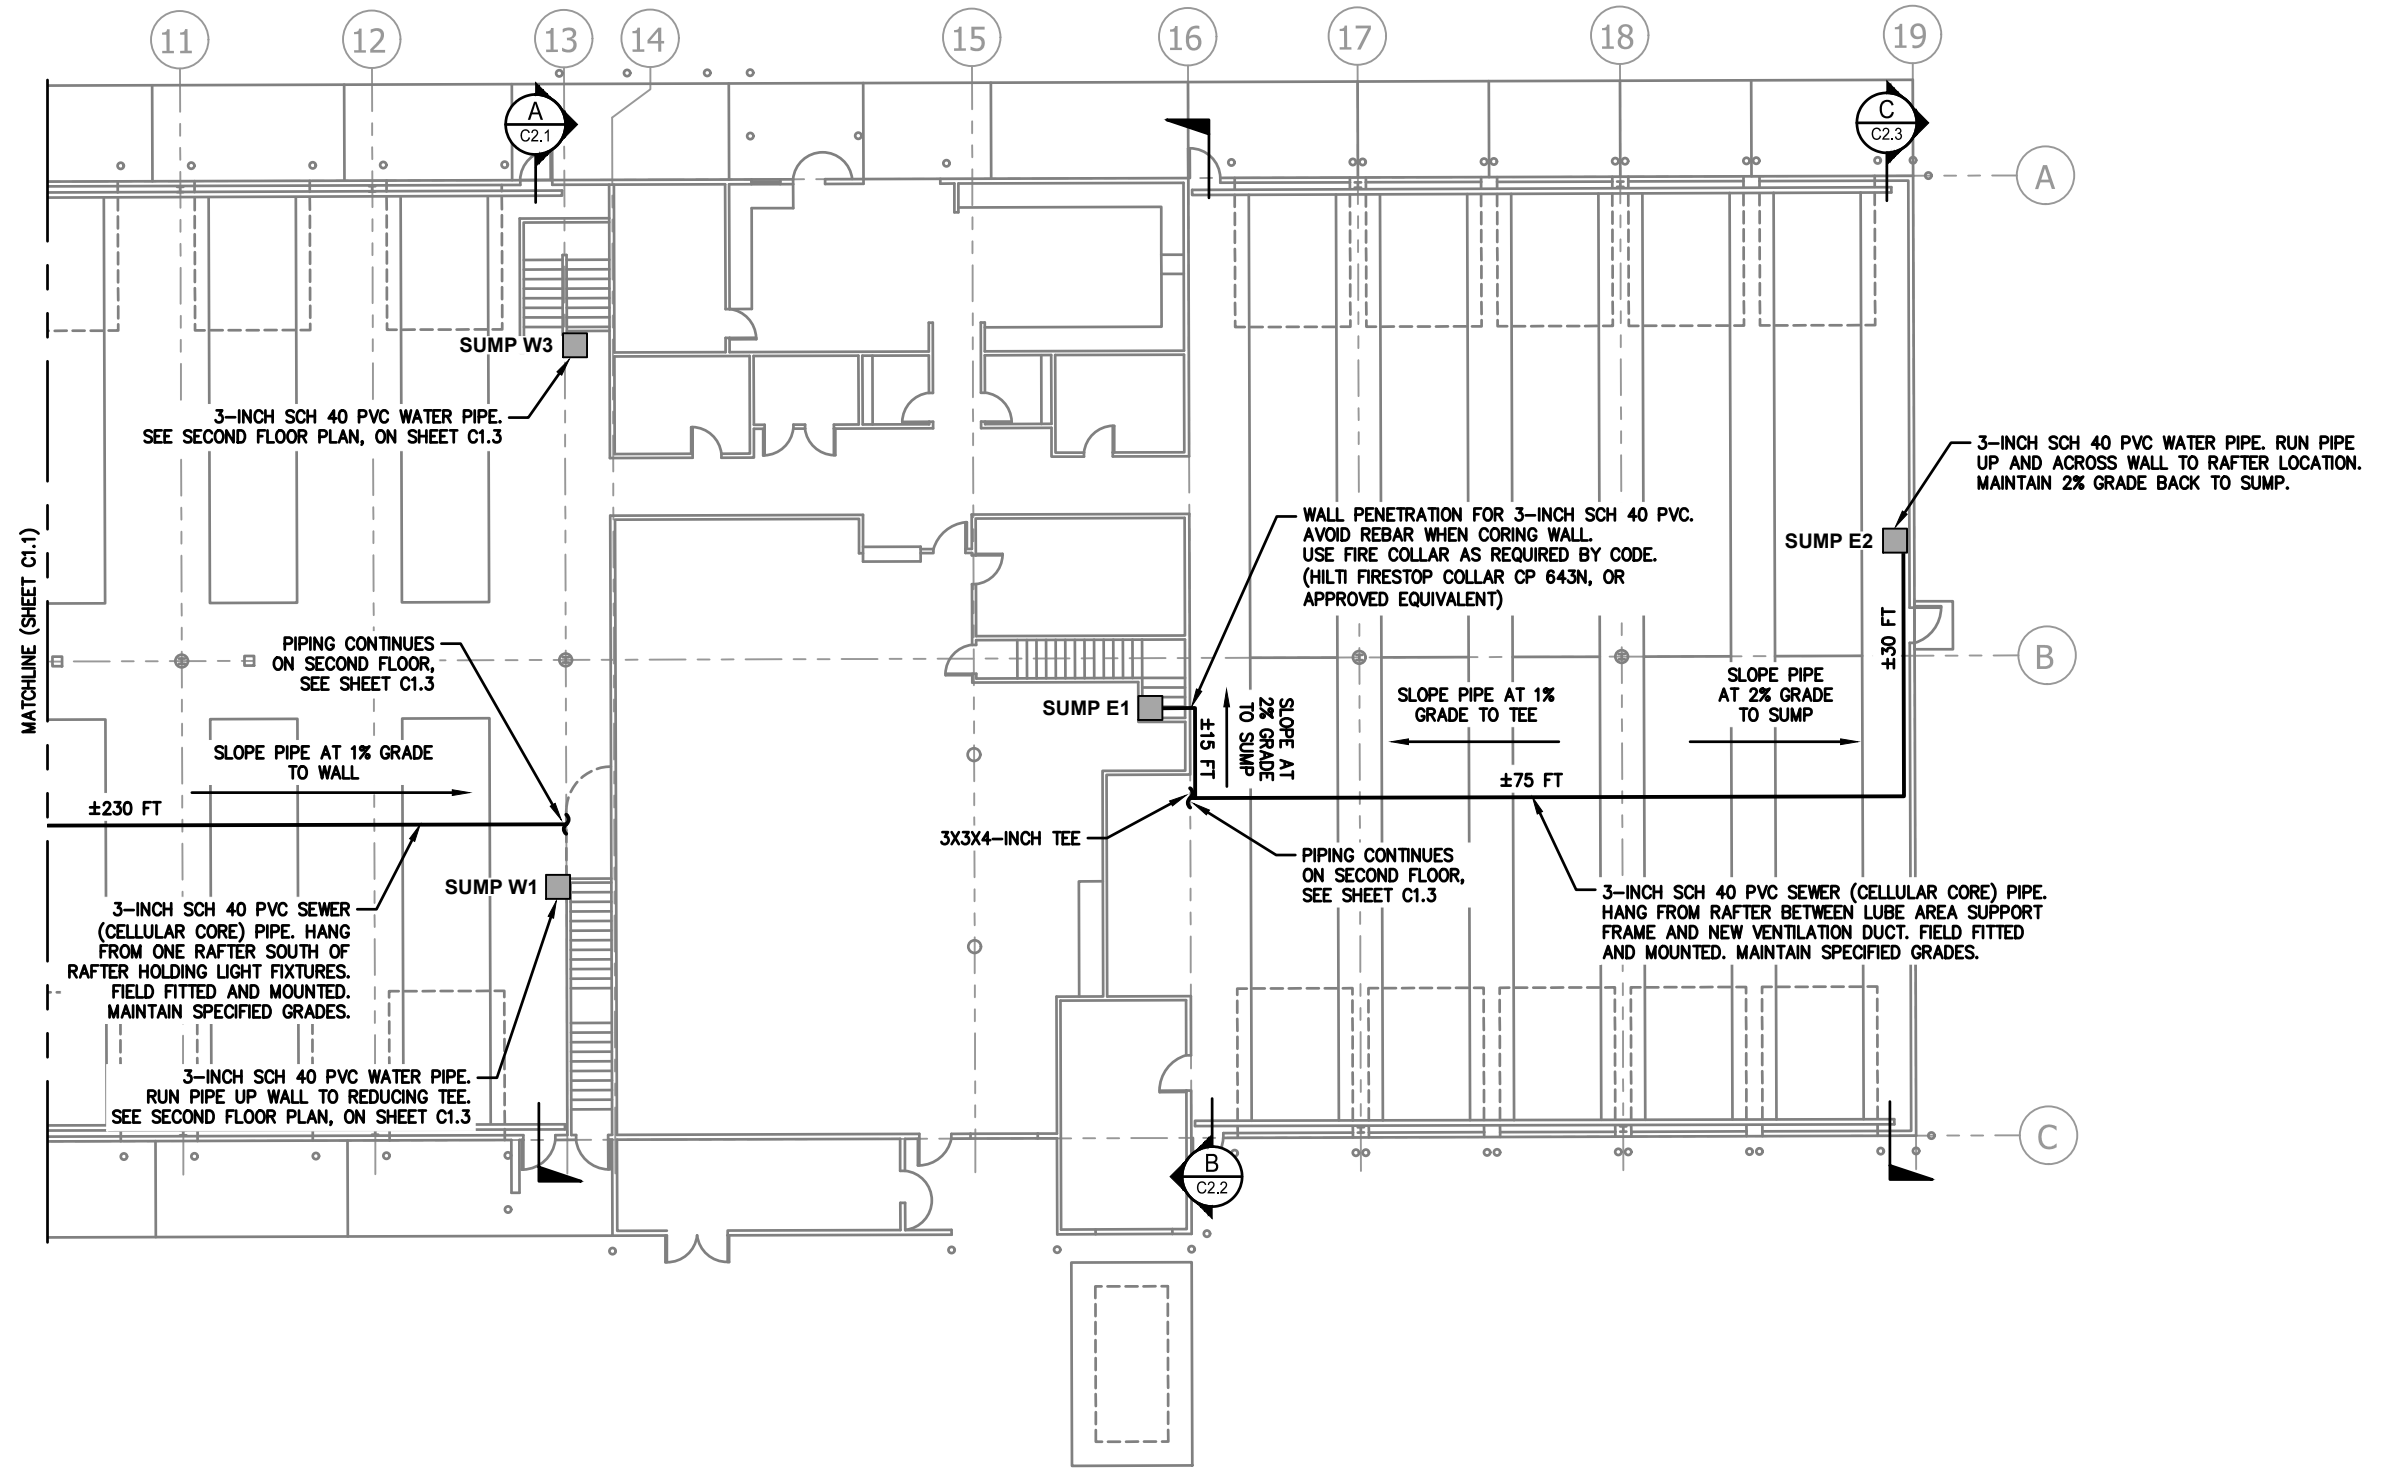 11
12
13
14
15
16
17
18
19
A
C2.1
C
C2.3
A
SUMP W3
3-INCH SCH 40 PVC WATER PIPE.
SEE SECOND FLOOR PLAN, ON SHEET C1.3
3-INCH SCH 40 PVC WATER PIPE. RUN PIPE
UP AND ACROSS WALL TO RAFTER LOCATION.
MAINTAIN 2% GRADE BACK TO SUMP.
WALL PENETRATION FOR 3-INCH SCH 40 PVC.
AVOID REBAR WHEN CORING WALL.
USE FIRE COLLAR AS REQUIRED BY CODE.
(HILTI FIRESTOP COLLAR CP 643N, OR
APPROVED EQUIVALENT)
SUMP E2
MATCHLINE (SHEET C1.1)
PIPING CONTINUES
ON SECOND FLOOR,
SEE SHEET C1.3
±30 FT
B
SLOPE PIPE AT 1%
GRADE TO TEE
SLOPE PIPE
AT 2% GRADE
TO SUMP
SUMP E1
±15 FT
SLOPE AT
2% GRADE
TO SUMP
SLOPE PIPE AT 1% GRADE
TO WALL
±230 FT
±75 FT
3X3X4-INCH TEE
PIPING CONTINUES
ON SECOND FLOOR,
SEE SHEET C1.3
SUMP W1
3-INCH SCH 40 PVC SEWER
(CELLULAR CORE) PIPE. HANG
FROM ONE RAFTER SOUTH OF
RAFTER HOLDING LIGHT FIXTURES.
FIELD FITTED AND MOUNTED.
MAINTAIN SPECIFIED GRADES.
3-INCH SCH 40 PVC SEWER (CELLULAR CORE) PIPE.
HANG FROM RAFTER BETWEEN LUBE AREA SUPPORT
FRAME AND NEW VENTILATION DUCT. FIELD FITTED
AND MOUNTED. MAINTAIN SPECIFIED GRADES.
3-INCH SCH 40 PVC WATER PIPE.
RUN PIPE UP WALL TO REDUCING TEE.
SEE SECOND FLOOR PLAN, ON SHEET C1.3
C
B
C2.2